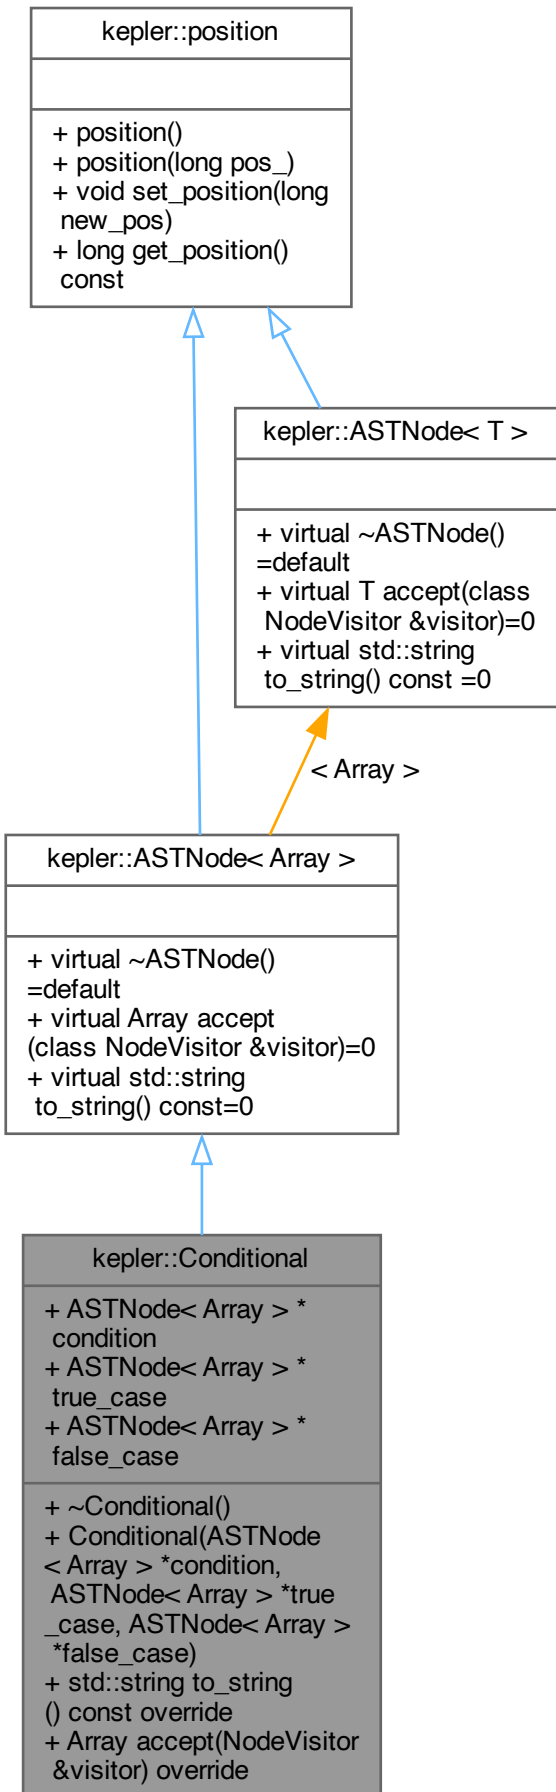 kepler::position
+ position()
+ position(long pos_)
+ void set_position(long
new_pos)
+ long get_position()
const
kepler::ASTNode< T >
+ virtual ~ASTNode()
=default
+ virtual T accept(class
NodeVisitor &visitor)=0
+ virtual std::string
to_string() const =0
< Array >
kepler::ASTNode< Array >
+ virtual ~ASTNode()
=default
+ virtual Array accept
(class NodeVisitor &visitor)=0
+ virtual std::string
to_string() const=0
kepler::Conditional
+ ASTNode< Array > *
condition
+ ASTNode< Array > *
true_case
+ ASTNode< Array > *
false_case
+ ~Conditional()
+ Conditional(ASTNode
< Array > *condition,
ASTNode< Array > *true
_case, ASTNode< Array >
*false_case)
+ std::string to_string
() const override
+ Array accept(NodeVisitor
&visitor) override